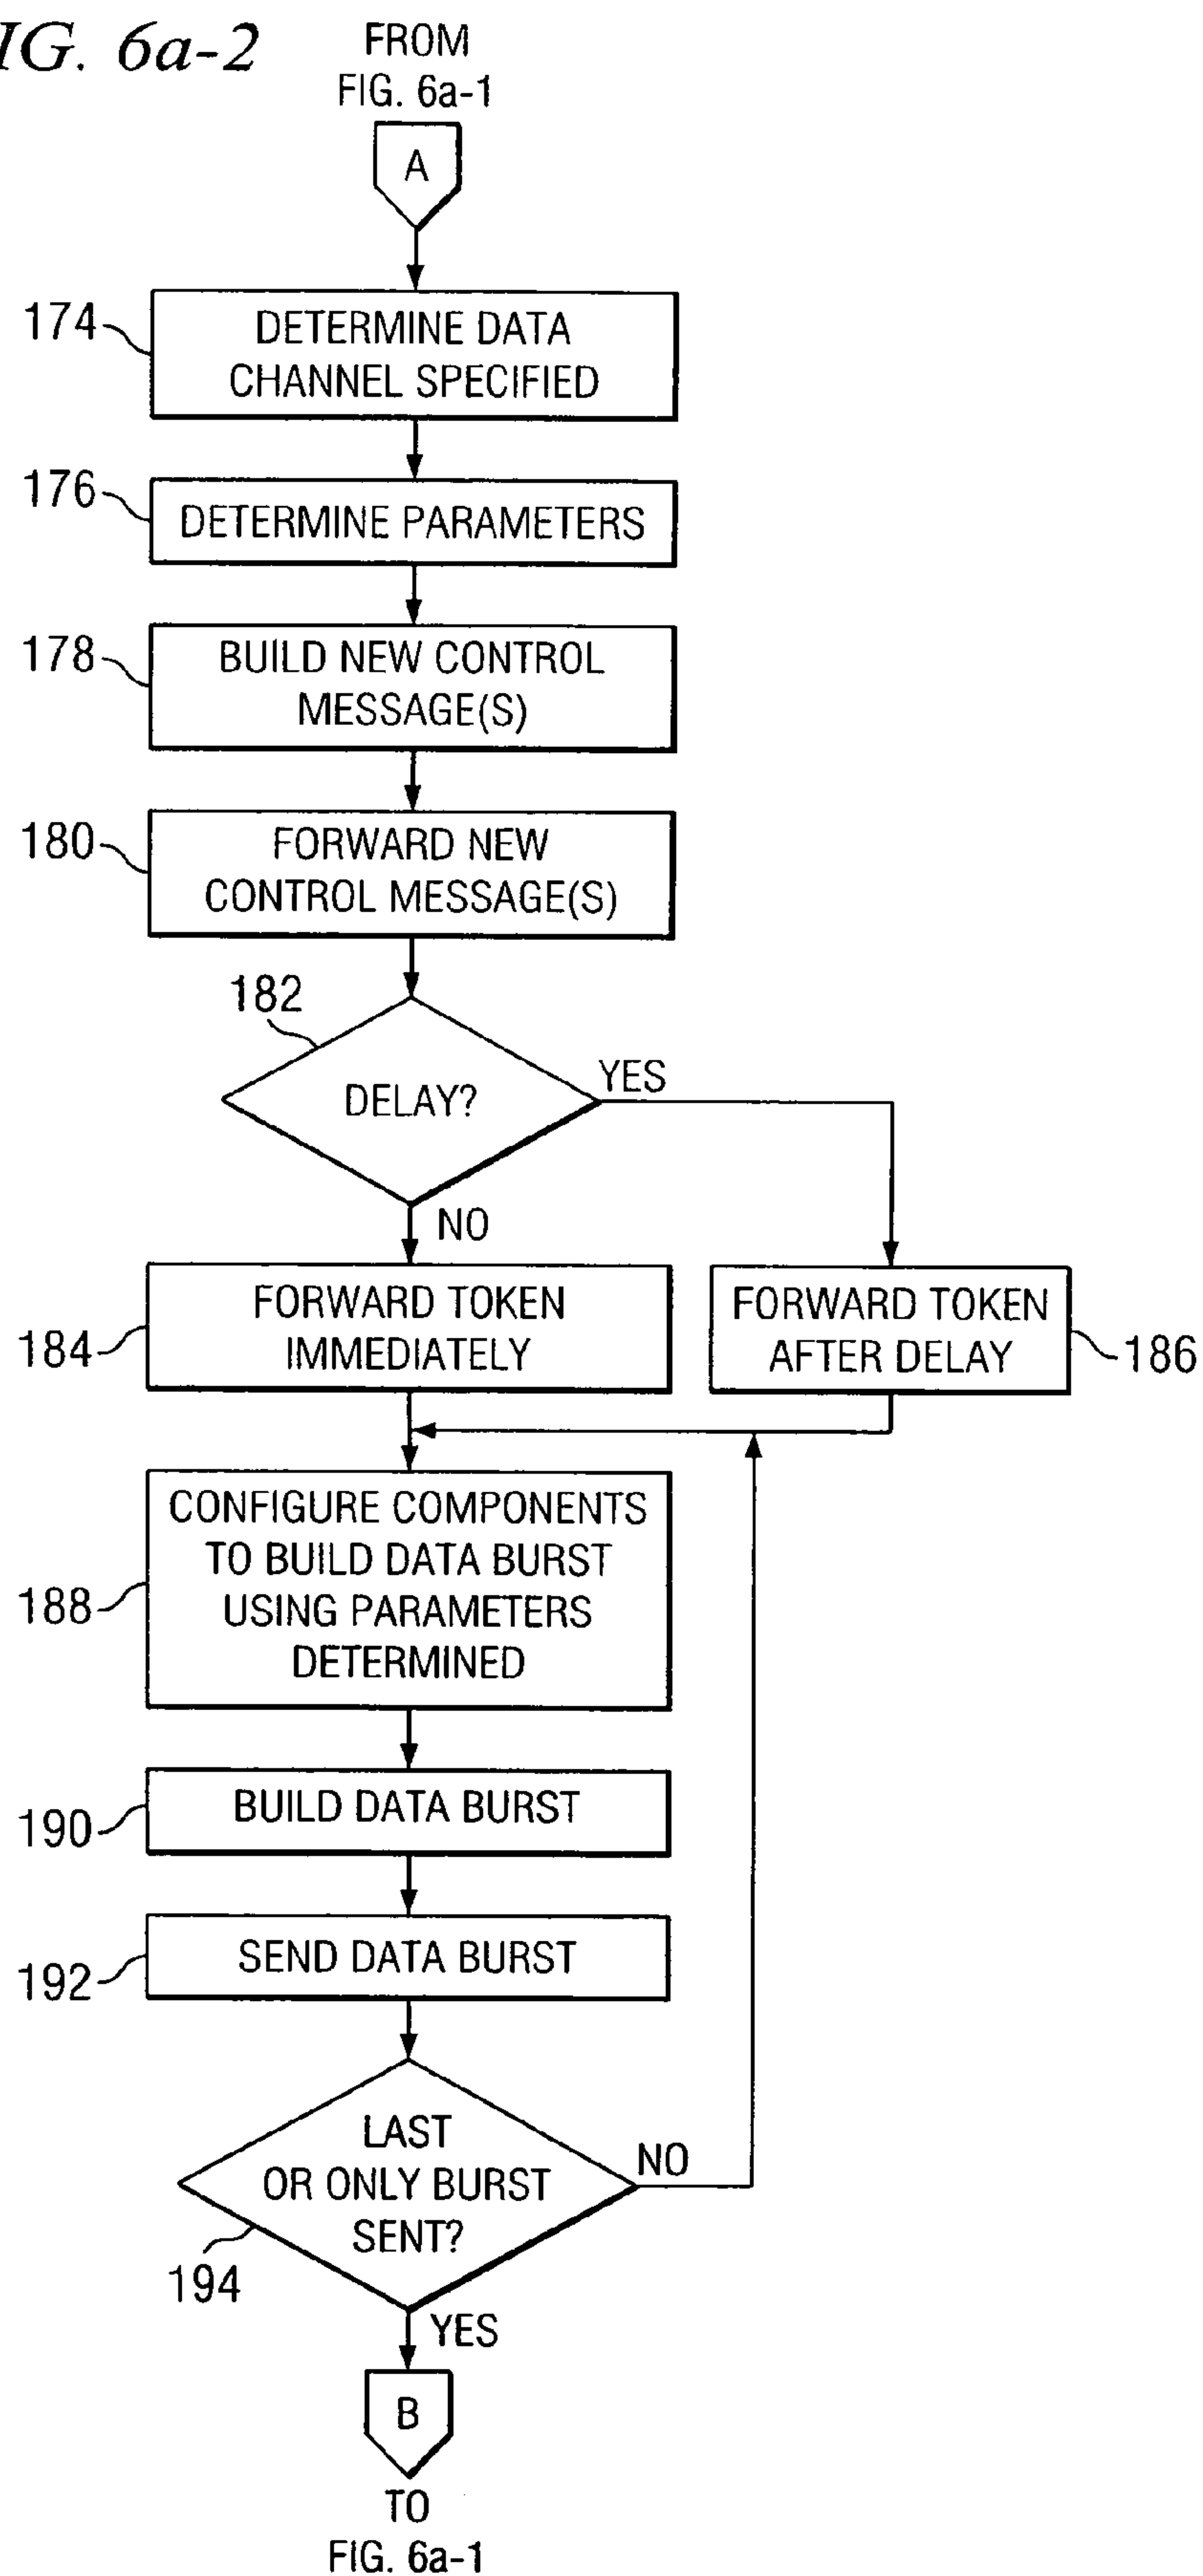 IG. 6a-2
FROM
FIG. 6a-1
A
174
DETERMINE DATA
CHANNEL SPECIFIED
176
DETERMINE PARAMETERS
178
BUILD NEW CONTROL
MESSAGE(S)
180
FORWARD NEW
CONTROL MESSAGE(S)
182
DELAY?
YES
NO
184
FORWARD TOKEN
IMMEDIATELY
FORWARD TOKEN
AFTER DELAY
186
188
CONFIGURE COMPONENTS
TO BUILD DATA BURST
USING PARAMETERS
DETERMINED
190
BUILD DATA BURST
192
SEND DATA BURST
LAST
OR ONLY BURST
SENT?
NO
194
YES
B
TO
FIG. 6a-1